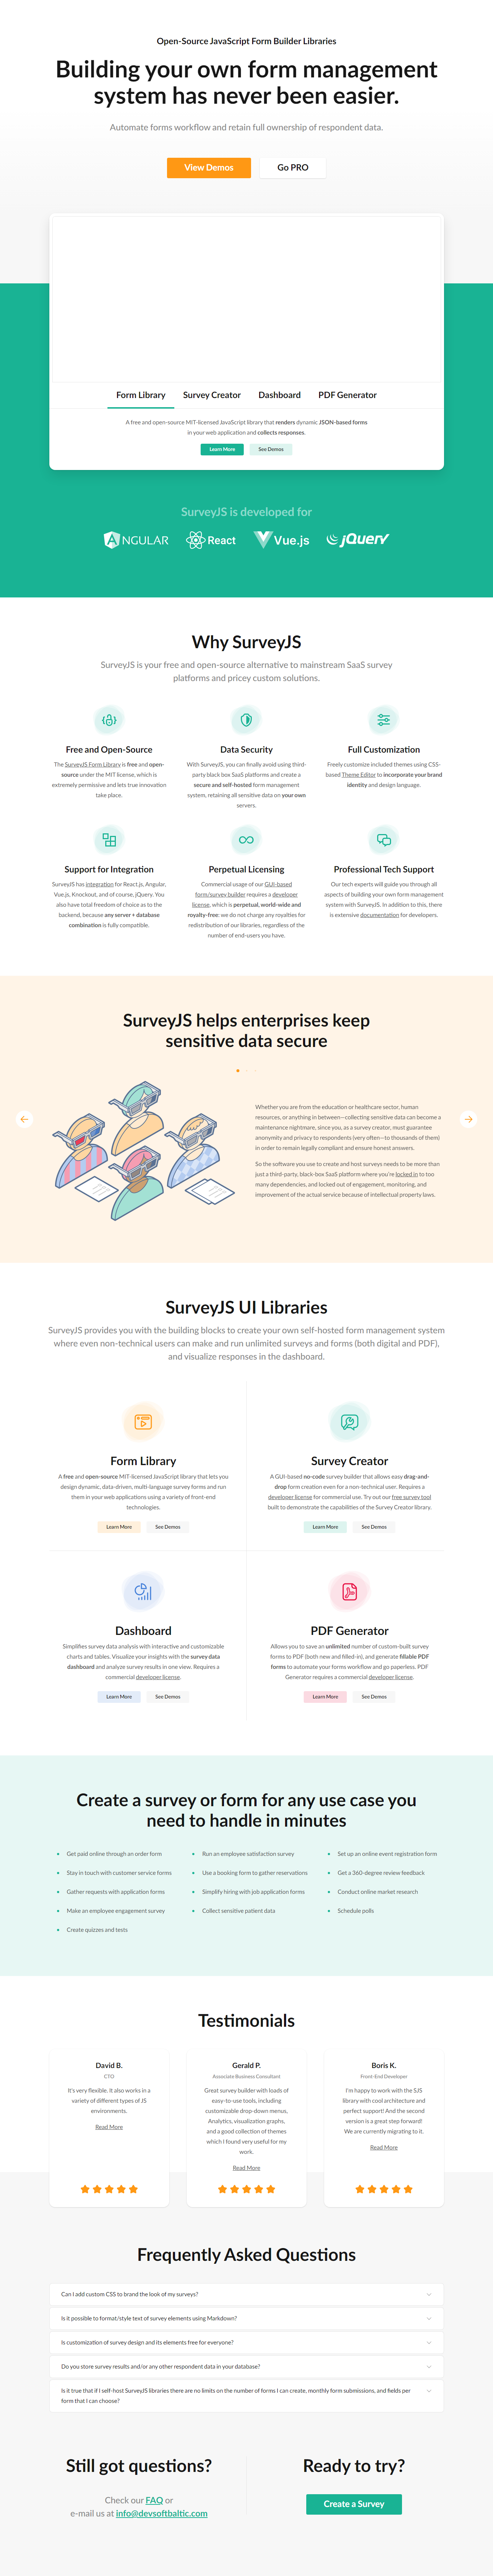 Open-Source JavaScript Form Builder Libraries
Building your own form management
system has never been easier.
Automate forms workflow and retain full ownership of respondent data.
View Demos
Go PRO
Form Library
Survey Creator
Dashboard
PDF Generator
A free and open-source MIT-licensed JavaScript library that renders dynamic JSON-based forms
in your web application and collects responses.
Learn More
See Demos
SurveyJS is developed for
ANGULAR
React
Vue.js
jQuery
Why SurveyJS
SurveyJS is your free and open-source alternative to mainstream SaaS survey
platforms and pricey custom solutions.
Free and Open-Source
The SurveyJS Form Library is free and open-
source under the MIT license, which is
extremely permissive and lets true innovation
take place.
Data Security
With SurveyJS, you can finally avoid using third-
party black box SaaS platforms and create a
secure and self-hosted form management
system, retaining all sensitive data on your own
servers.
Full Customization
Freely customize included themes using CSS-
based Theme Editor to incorporate your brand
identity and design language.
Support for Integration
SurveyJS has integration for React.js, Angular,
Vue.js, Knockout, and of course, jQuery. You
also have total freedom of choice as to the
backend, because any server + database
combination is fully compatible.
Perpetual Licensing
Commercial usage of our GUI-based
form/survey builder requires a developer
license, which is perpetual, world-wide and
royalty-free: we do not charge any royalties for
redistribution of our libraries, regardless of the
number of end-users you have.
Professional Tech Support
Our tech experts will guide you through all
aspects of building your own form management
system with SurveyJS. In addition to this, there
is extensive documentation for developers.
SurveyJS helps enterprises keep
sensitive data secure
Whether you are from the education or healthcare sector, human
resources, or anything in between—collecting sensitive data can become a
maintenance nightmare, since you, as a survey creator, must guarantee
anonymity and privacy to respondents (very often—to thousands of them)
in order to remain legally compliant and ensure honest answers.
So the software you use to create and host surveys needs to be more than
just a third-party, black-box SaaS platform where you're locked in to too
many dependencies, and locked out of engagement, monitoring, and
improvement of the actual service because of intellectual property laws.
SurveyJS UI Libraries
SurveyJS provides you with the building blocks to create your own self-hosted form management system
where even non-technical users can make and run unlimited surveys and forms (both digital and PDF),
and visualize responses in the dashboard.
Form Library
A free and open-source MIT-licensed JavaScript library that lets you
design dynamic, data-driven, multi-language survey forms and run
them in your web applications using a variety of front-end
technologies.
Learn More
See Demos
Survey Creator
A GUI-based no-code survey builder that allows easy drag-and-
drop form creation even for a non-technical user. Requires a
developer license for commercial use. Try out our free survey tool
built to demonstrate the capabilities of the Survey Creator library.
Learn More
See Demos
Dashboard
Simplifies survey data analysis with interactive and customizable
charts and tables. Visualize your insights with the survey data
dashboard and analyze survey results in one view. Requires a
commercial developer license.
Learn More
See Demos
PDF Generator
Allows you to save an unlimited number of custom-built survey
forms to PDF (both new and filled-in), and generate fillable PDF
forms to automate your forms workflow and go paperless. PDF
Generator requires a commercial developer license.
Learn More
See Demos
Create a survey or form for any use case you
need to handle in minutes
Get paid online through an order form
Run an employee satisfaction survey
Set up an online event registration form
Stay in touch with customer service forms
Use a booking form to gather reservations
Get a 360-degree review feedback
Gather requests with application forms
Simplify hiring with job application forms
Conduct online market research
Make an employee engagement survey
Collect sensitive patient data
Schedule polls
Create quizzes and tests
Testimonials
David B.
CTO
It's very flexible. It also works in a
variety of different types of JS
environments.
Read More
Gerald P.
Associate Business Consultant
Great survey builder with loads of
easy-to-use tools, including
customizable drop-down menus,
Analytics, visualization graphs,
and a good collection of themes
which I found very useful for my
work.
Read More
Boris K.
Front-End Developer
I'm happy to work with the SJS
library with cool architecture and
perfect support! And the second
version is a great step forward!
We are currently migrating to it.
Read More
Frequently Asked Questions
Can I add custom CSS to brand the look of my surveys?
Is it possible to format/style text of survey elements using Markdown?
Is customization of survey design and its elements free for everyone?
Do you store survey results and/or any other respondent data in your database?
Is it true that if I self-host SurveyJS libraries there are no limits on the number of forms I can create, monthly form submissions, and fields per
form that I can choose?
Still got questions?
Check our FAQ or
e-mail us at info@devsoftbaltic.com
Ready to try?
Create a Survey